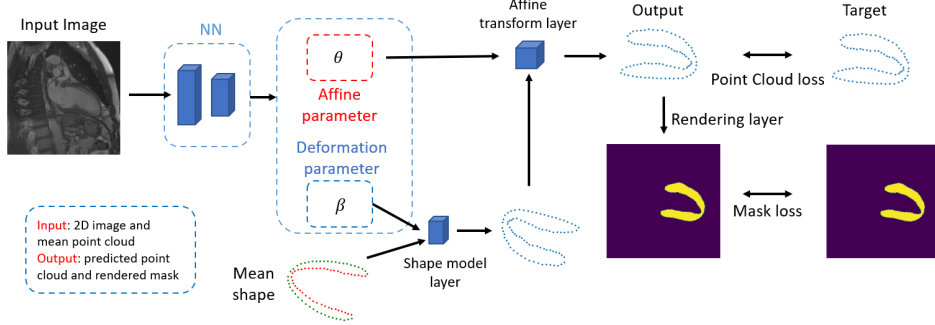 Input Image
NN
θ
Affine
parameter
Deformation
parameter
β
Affine
transform layer
Output
Target
Point Cloud loss
Rendering layer
Mask loss
Shape model
layer
Mean
shape
Input: 2D image and
mean point cloud
Output: predicted point
cloud and rendered mask